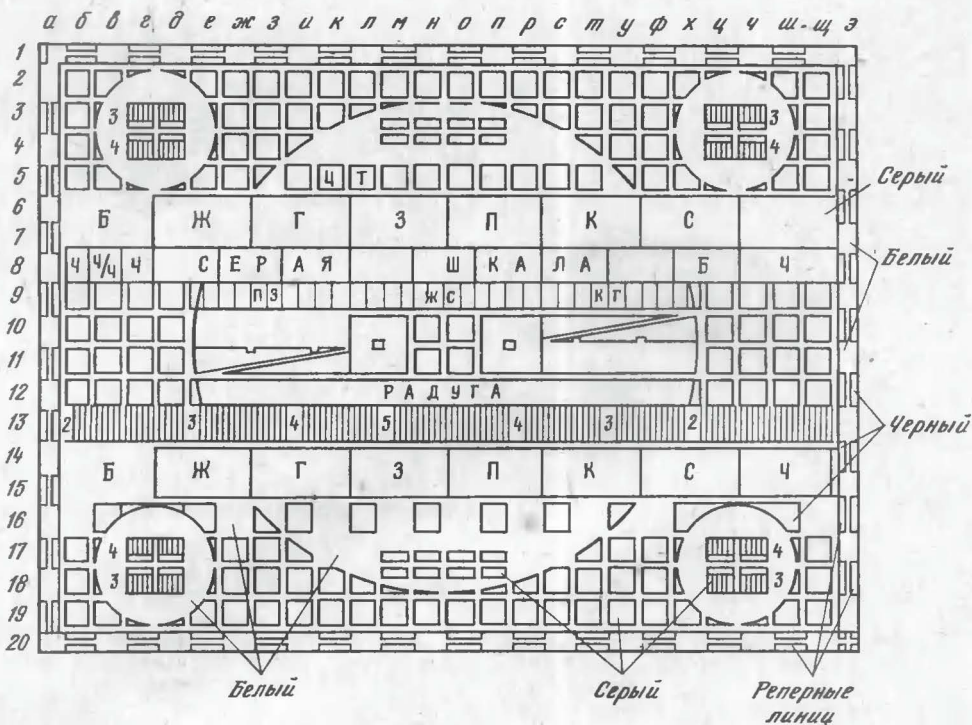 а б в г д е ж з и к л м н о п р с т у ф х ц ч ш щ э
1
2
3 3 3
4 4 4
5 Ц Т
Серый
6
Б Ж Г З П К С
7
Белый
8 Ч Ч/Ч Ч С Е Р А Я Ш К А Л А Б Ч
9 П З Ж С К Г
10
11
12 Р А Д У Г А
13 2 3 4 5 4 3 2
Черный
14
Б Ж Г З П К С Ч
15
16
17 4 4
18 3 3
19
20
Белый Серый Реперные
линии